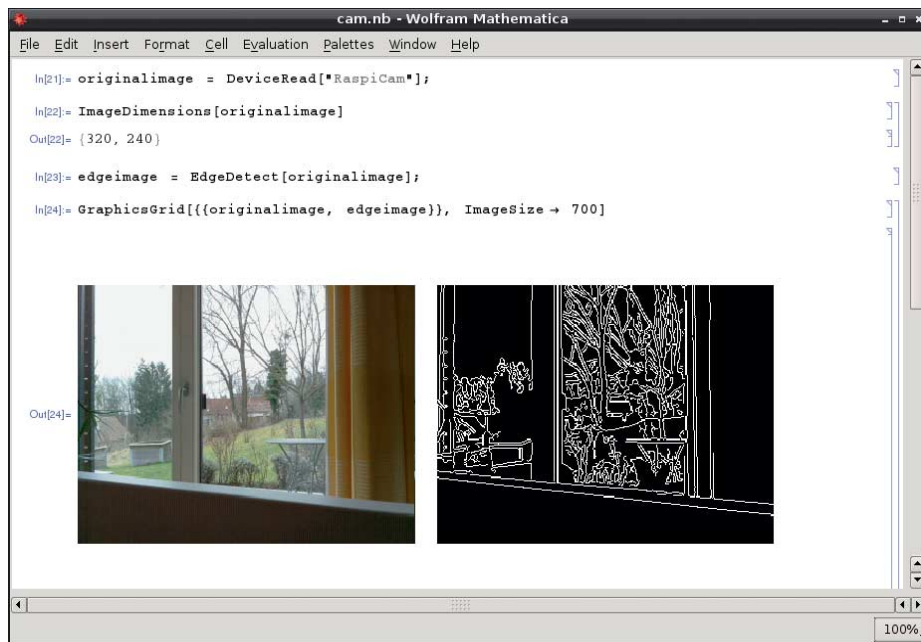 cam.nb - Wolfram Mathematica
File Edit Insert Format Cell Evaluation Palettes Window Help
In[21]:= originalimage = DeviceRead["RaspiCam"];
In[22]:= ImageDimensions[originalimage]
Out[22]= {320, 240}
In[23]:= edgeimage = EdgeDetect[originalimage];
In[24]:= GraphicsGrid[{{originalimage, edgeimage}}, ImageSize → 700]
Out[24]=
100%